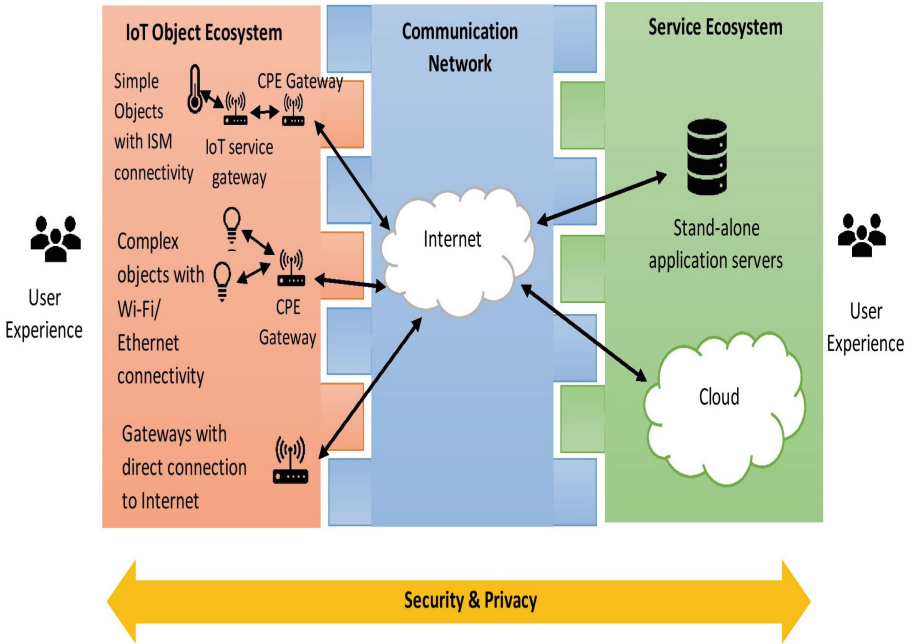 IoT Object Ecosystem
Simple
Objects
with ISM
connectivity
CPE Gateway
IoT service
gateway
Complex
objects with
Wi-Fi/
Ethernet
connectivity
CPE
Gateway
Gateways with
direct connection
to Internet
User
Experience
Communication
Network
Internet
Service Ecosystem
Stand-alone
application servers
Cloud
User
Experience
Security & Privacy